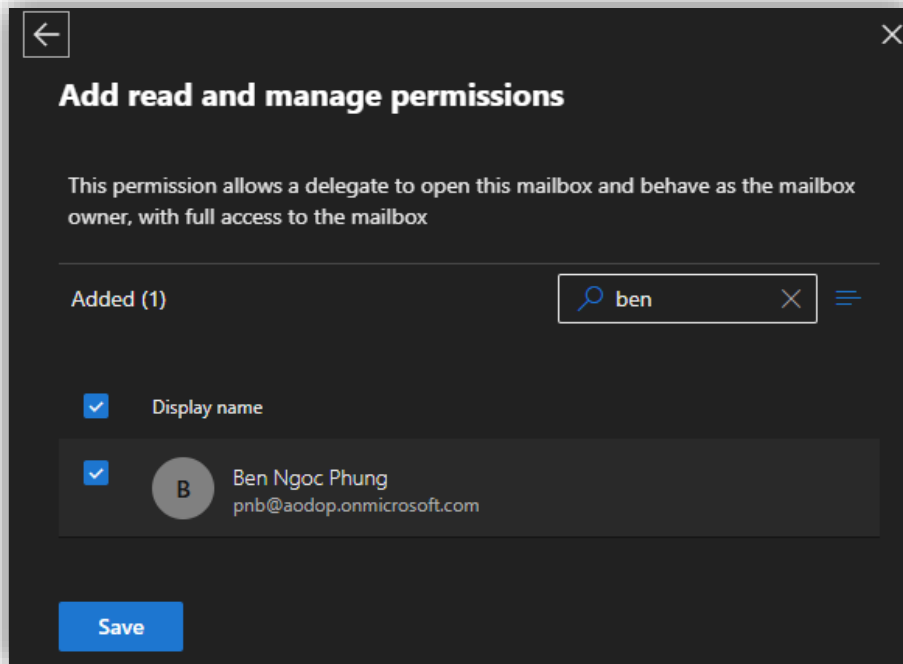 Add read and manage permissions
This permission allows a delegate to open this mailbox and behave as the mailbox
owner, with full access to the mailbox
Added (1)
ben
Display name
B
Ben Ngoc Phung
pnb@aodop.onmicrosoft.com
Save